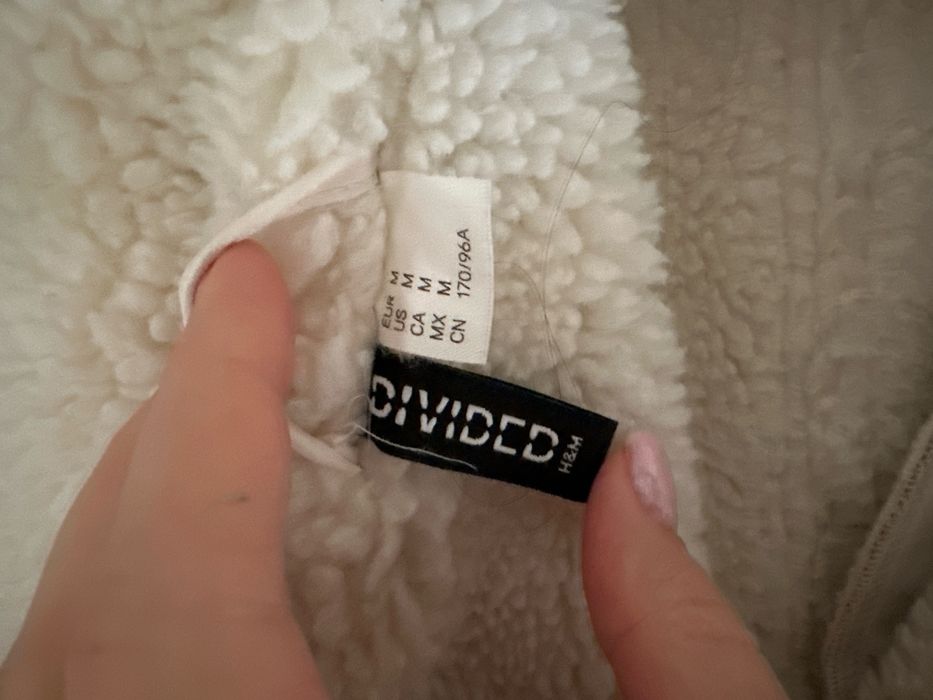 EUR M
US M
CA M
MX M
CN 170/96A
DIVIDED
H&M